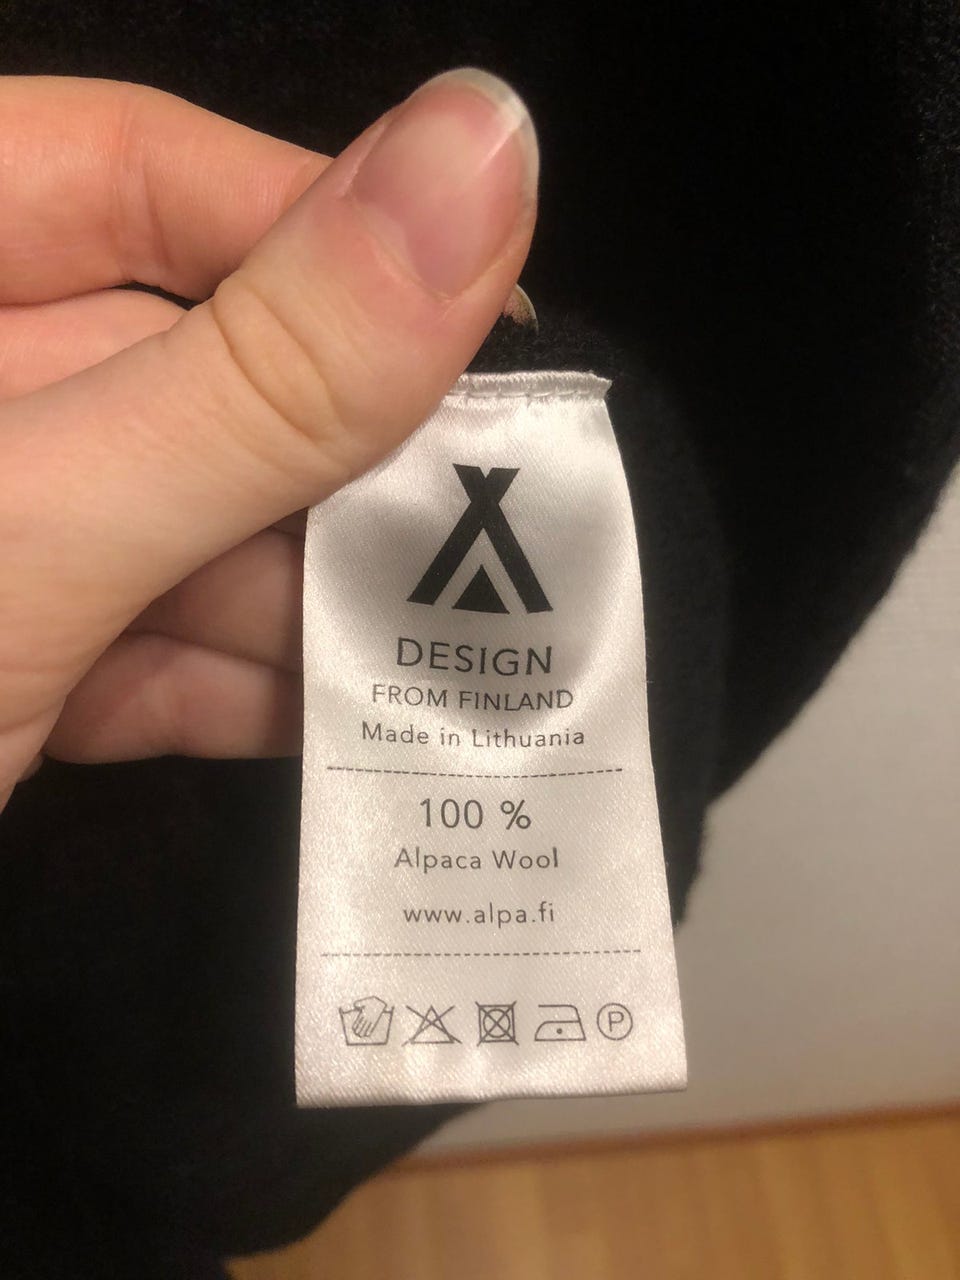 DESIGN
FROM FINLAND
Made in Lithuania
100 %
Alpaca Wool
www.alpa.fi
P